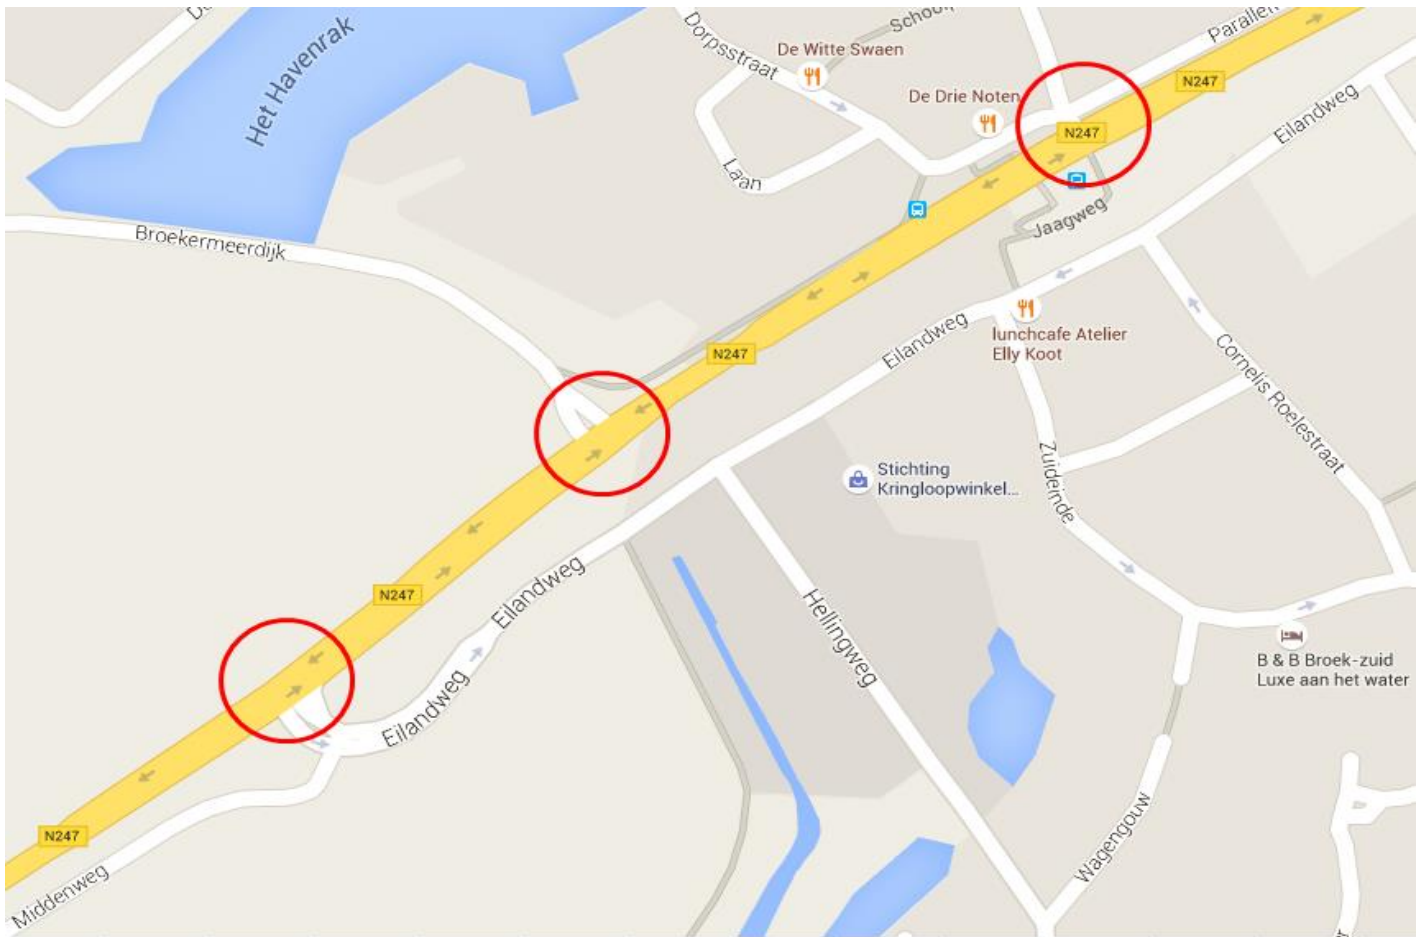 Het Havenrak
Dorpsstraat
De Witte Swaen
De Drie Noten
N247
N247
Eilandweg
Laan
Jaagweg
Broekermeerdijk
N247
Eilandweg
lunchcafe Atelier
Elly Koot
Cornelis Roelestraat
Zuideinde
Stichting
Kringloopwinkel...
N247
Eilandweg
Hellingweg
Eilandweg
B & B Broek-zuid
Luxe aan het water
N247
Middenweg
Wagengouw